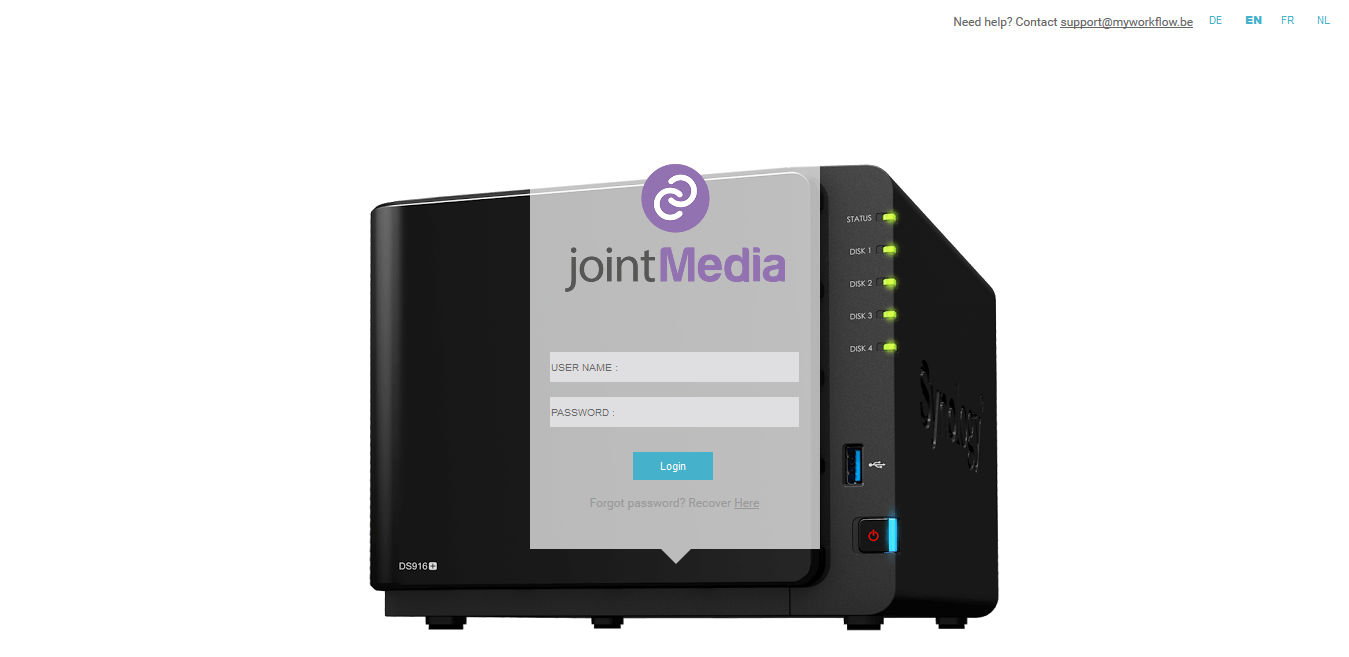 Need help? Contact support@myworkflow.be DE EN FR NL
jointMedia
STATUS
DISK 1
DISK 2
DISK 3
DISK 4
USER NAME :
PASSWORD :
Synology
Login
Forgot password? Recover Here
DS916+